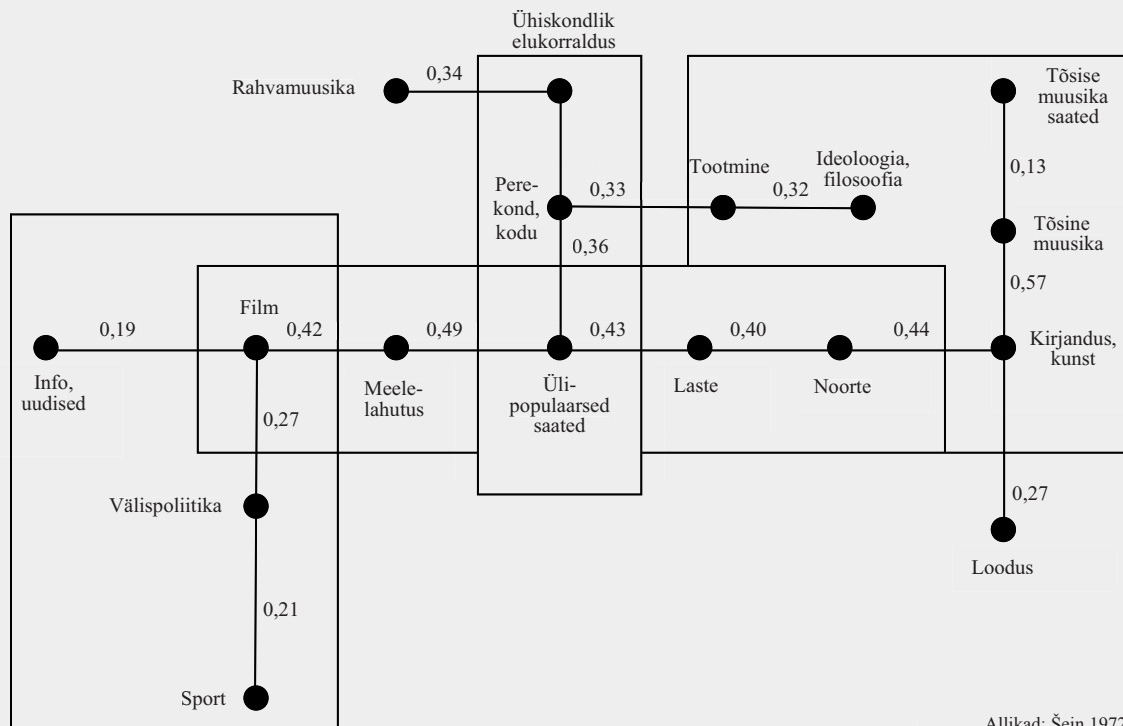 Ühiskondlik
elukorraldus
Rahvamuusika
0,34
Tõsise
muusika
saated
0,13
Pere-
kond,
kodu
0,33
Tootmine
0,32
Ideoloogia,
filosoofia
Tõsine
muusika
0,36
0,57
Film
0,19
0,42
0,49
0,43
0,40
0,44
Kirjandus,
kunst
Info,
uudised
Meele-
lahutus
Üli-
populaarsed
saated
Laste
Noorte
0,27
Välispoliitika
0,27
Loodus
0,21
Sport
Allikad: Šein 1972